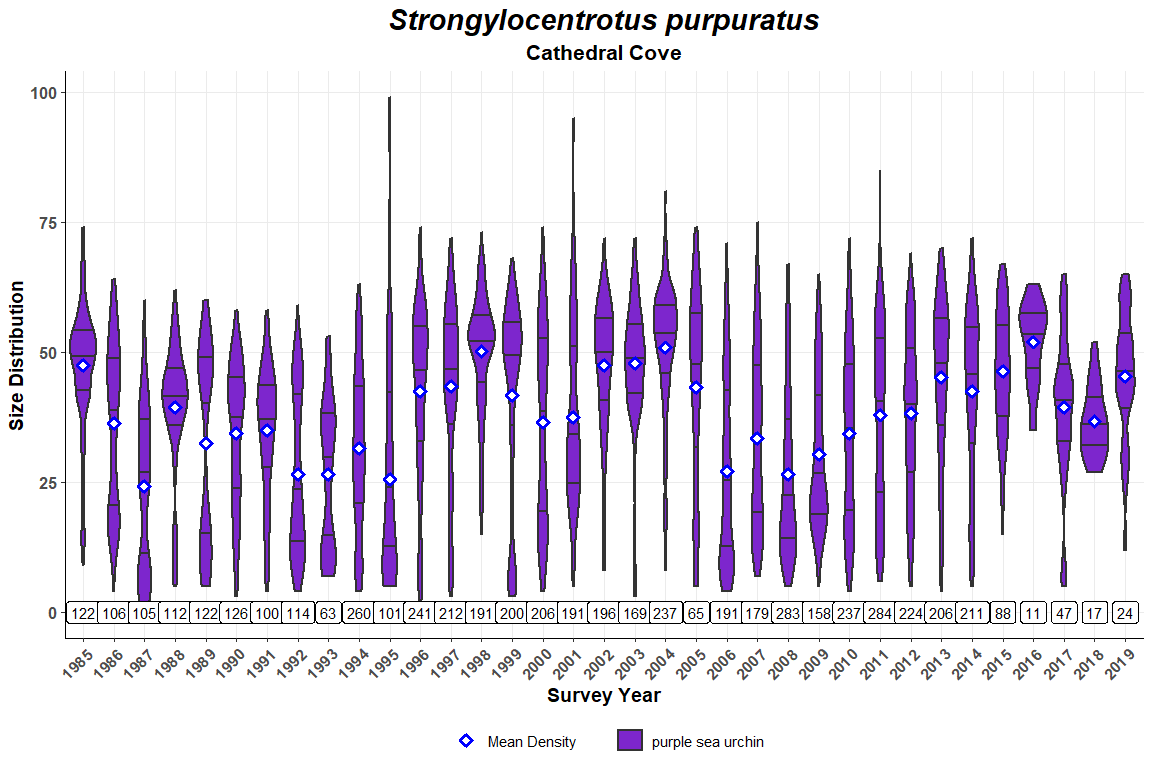 Strongylocentrotus purpuratus
Cathedral Cove
Size Distribution
100
75
50
25
0
122 106 105 112 122 126 100 114 63 260 101 241 212 191 200 206 191 196 169 237 65 191 179 283 158 237 284 224 206 211 88 11 47 17 24
1985 1986 1987 1988 1989 1990 1991 1992 1993 1994 1995 1996 1997 1998 1999 2000 2001 2002 2003 2004 2005 2006 2007 2008 2009 2010 2011 2012 2013 2014 2015 2016 2017 2018 2019
Survey Year
Mean Density purple sea urchin